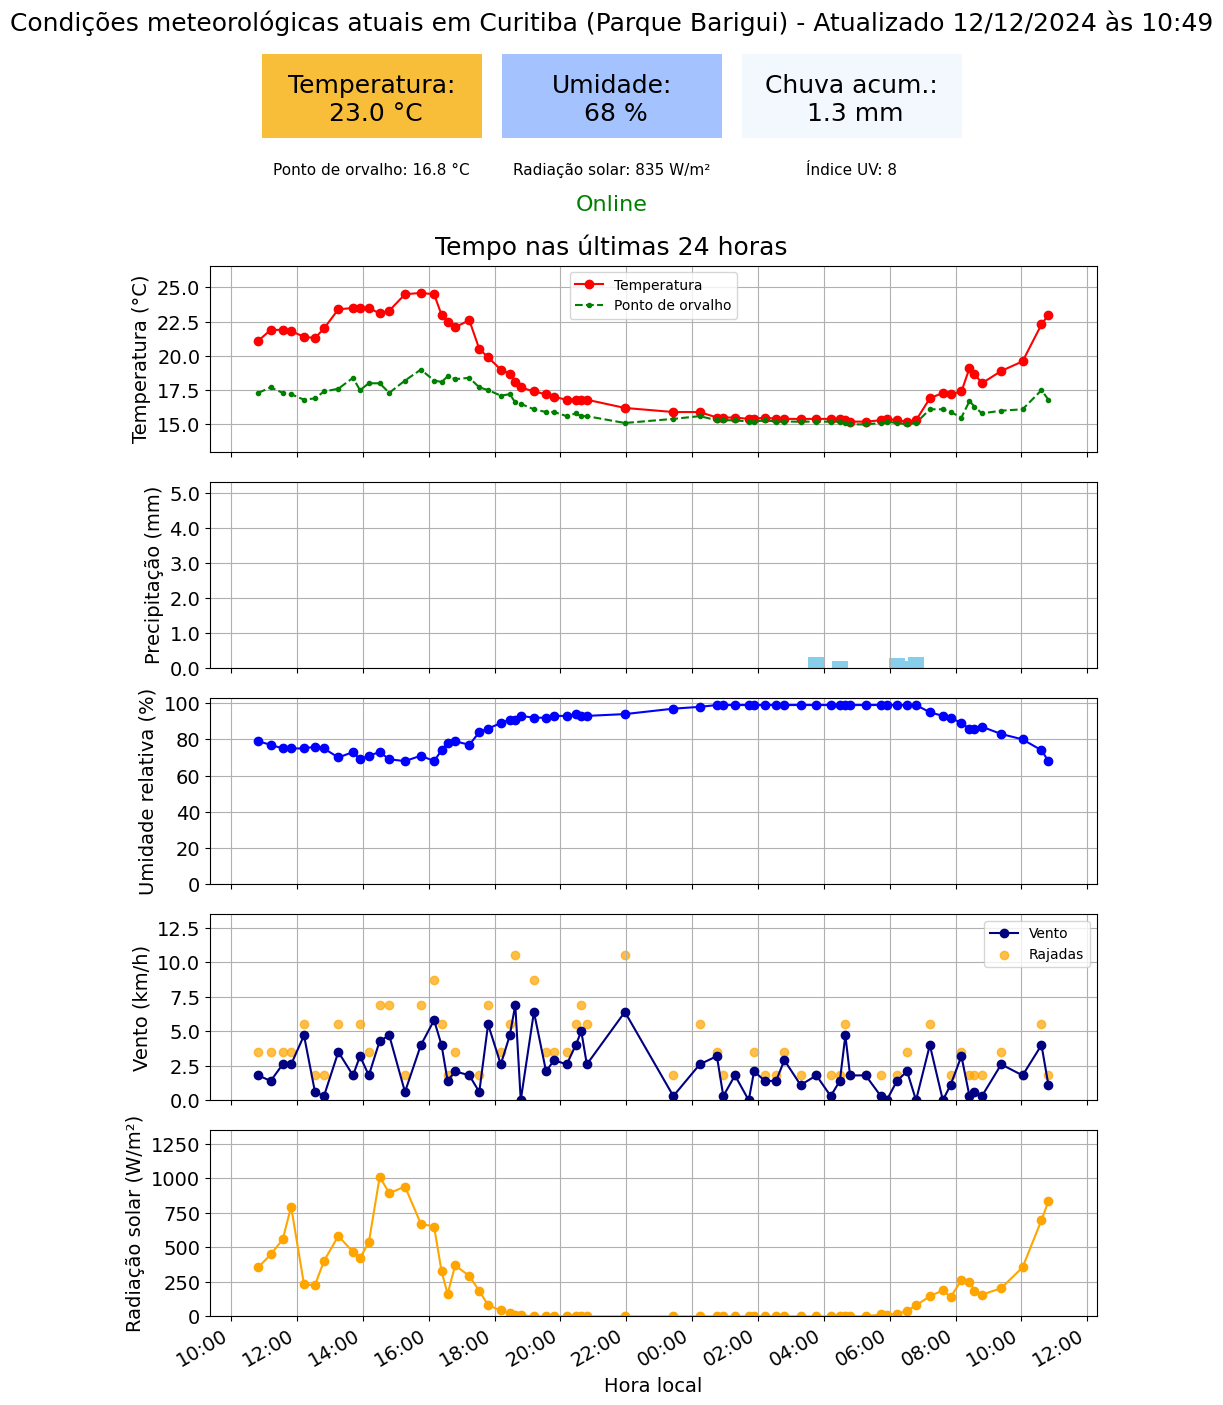 Condições meteorológicas atuais em Curitiba (Parque Barigui) - Atualizado 12/12/2024 às 10:49
Temperatura:
23.0 °C
Umidade:
68 %
Chuva acum.:
1.3 mm
Ponto de orvalho: 16.8 °C
Radiação solar: 835 W/m²
Índice UV: 8
Online
Tempo nas últimas 24 horas
Temperatura (°C)
25.0
22.5
20.0
17.5
15.0
Temperatura
Ponto de orvalho
Precipitação (mm)
5.0
4.0
3.0
2.0
1.0
0.0
Umidade relativa (%)
100
80
60
40
20
0
Vento (km/h)
12.5
10.0
7.5
5.0
2.5
0.0
Vento
Rajadas
Radiação solar (W/m²)
1250
1000
750
500
250
0
10:00
12:00
14:00
16:00
18:00
20:00
22:00
00:00
02:00
04:00
06:00
08:00
10:00
12:00
Hora local